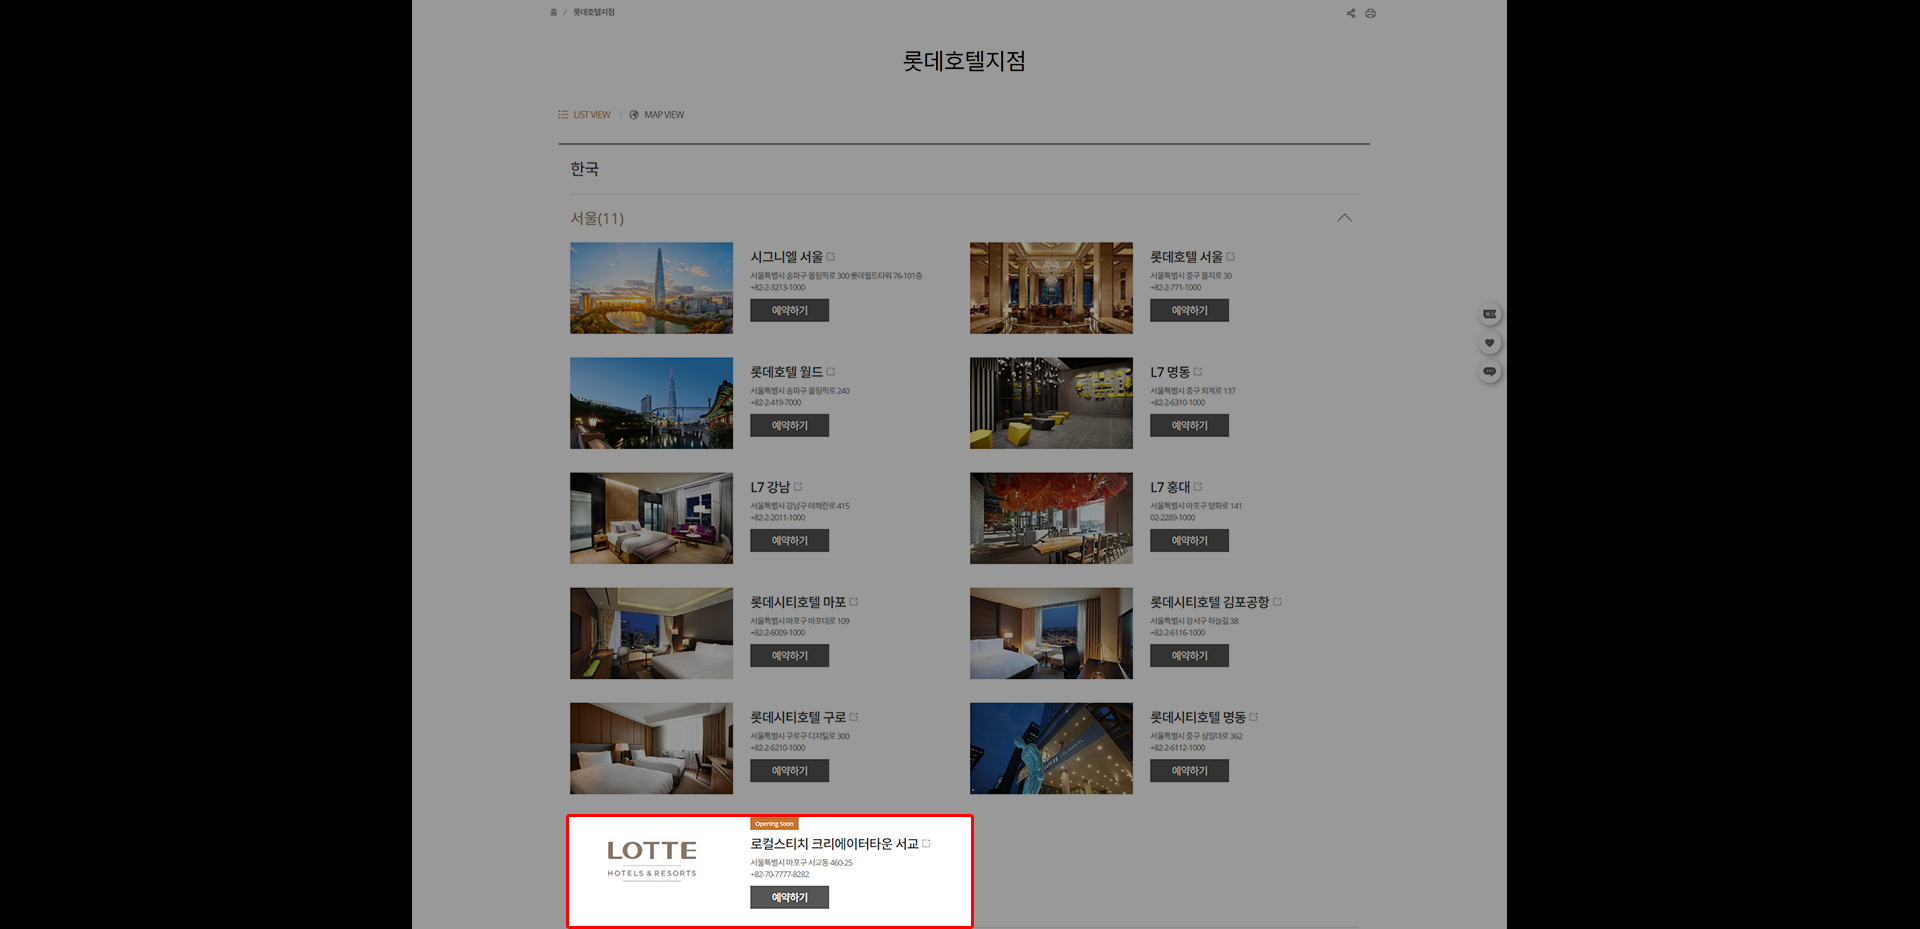 홈 / 롯데호텔지점
롯데호텔지점
LIST VIEW MAP VIEW
한국
서울(11)
시그니엘 서울
서울특별시 송파구 올림픽로 300 롯데월드타워 76-101층
+82-2-3213-1000
예약하기
롯데호텔 서울
서울특별시 중구 을지로 30
+82-2-771-1000
예약하기
롯데호텔 월드
서울특별시 송파구 올림픽로 240
+82-2-419-7000
예약하기
L7 명동
서울특별시 중구 퇴계로 137
+82-2-6310-1000
예약하기
L7 강남
서울특별시 강남구 테헤란로 415
+82-2-2011-1000
예약하기
L7 홍대
서울특별시 마포구 양화로 141
02-2289-1000
예약하기
롯데시티호텔 마포
서울특별시 마포구 마포대로 109
+82-2-6009-1000
예약하기
롯데시티호텔 김포공항
서울특별시 강서구 하늘길 38
+82-2-6116-1000
예약하기
롯데시티호텔 구로
서울특별시 구로구 디지털로 300
+82-2-6210-1000
예약하기
롯데시티호텔 명동
서울특별시 중구 삼일대로 362
+82-2-6112-1000
예약하기
LOTTE
HOTELS & RESORTS
Opening Soon
로컬스티치 크리에이터타운 서교
서울특별시 마포구 서교동 460-25
+82-70-7777-8282
예약하기